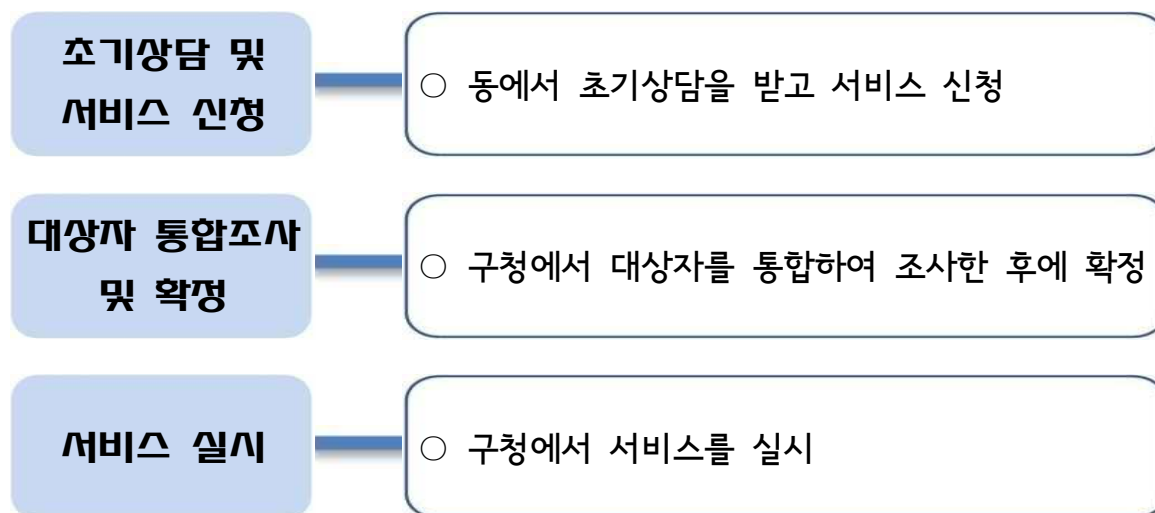 초기상담 및
서비스 신청
○ 동에서 초기상담을 받고 서비스 신청
대상자 통합조사
및 확정
○ 구청에서 대상자를 통합하여 조사한 후에 확정
서비스 실시
○ 구청에서 서비스를 실시